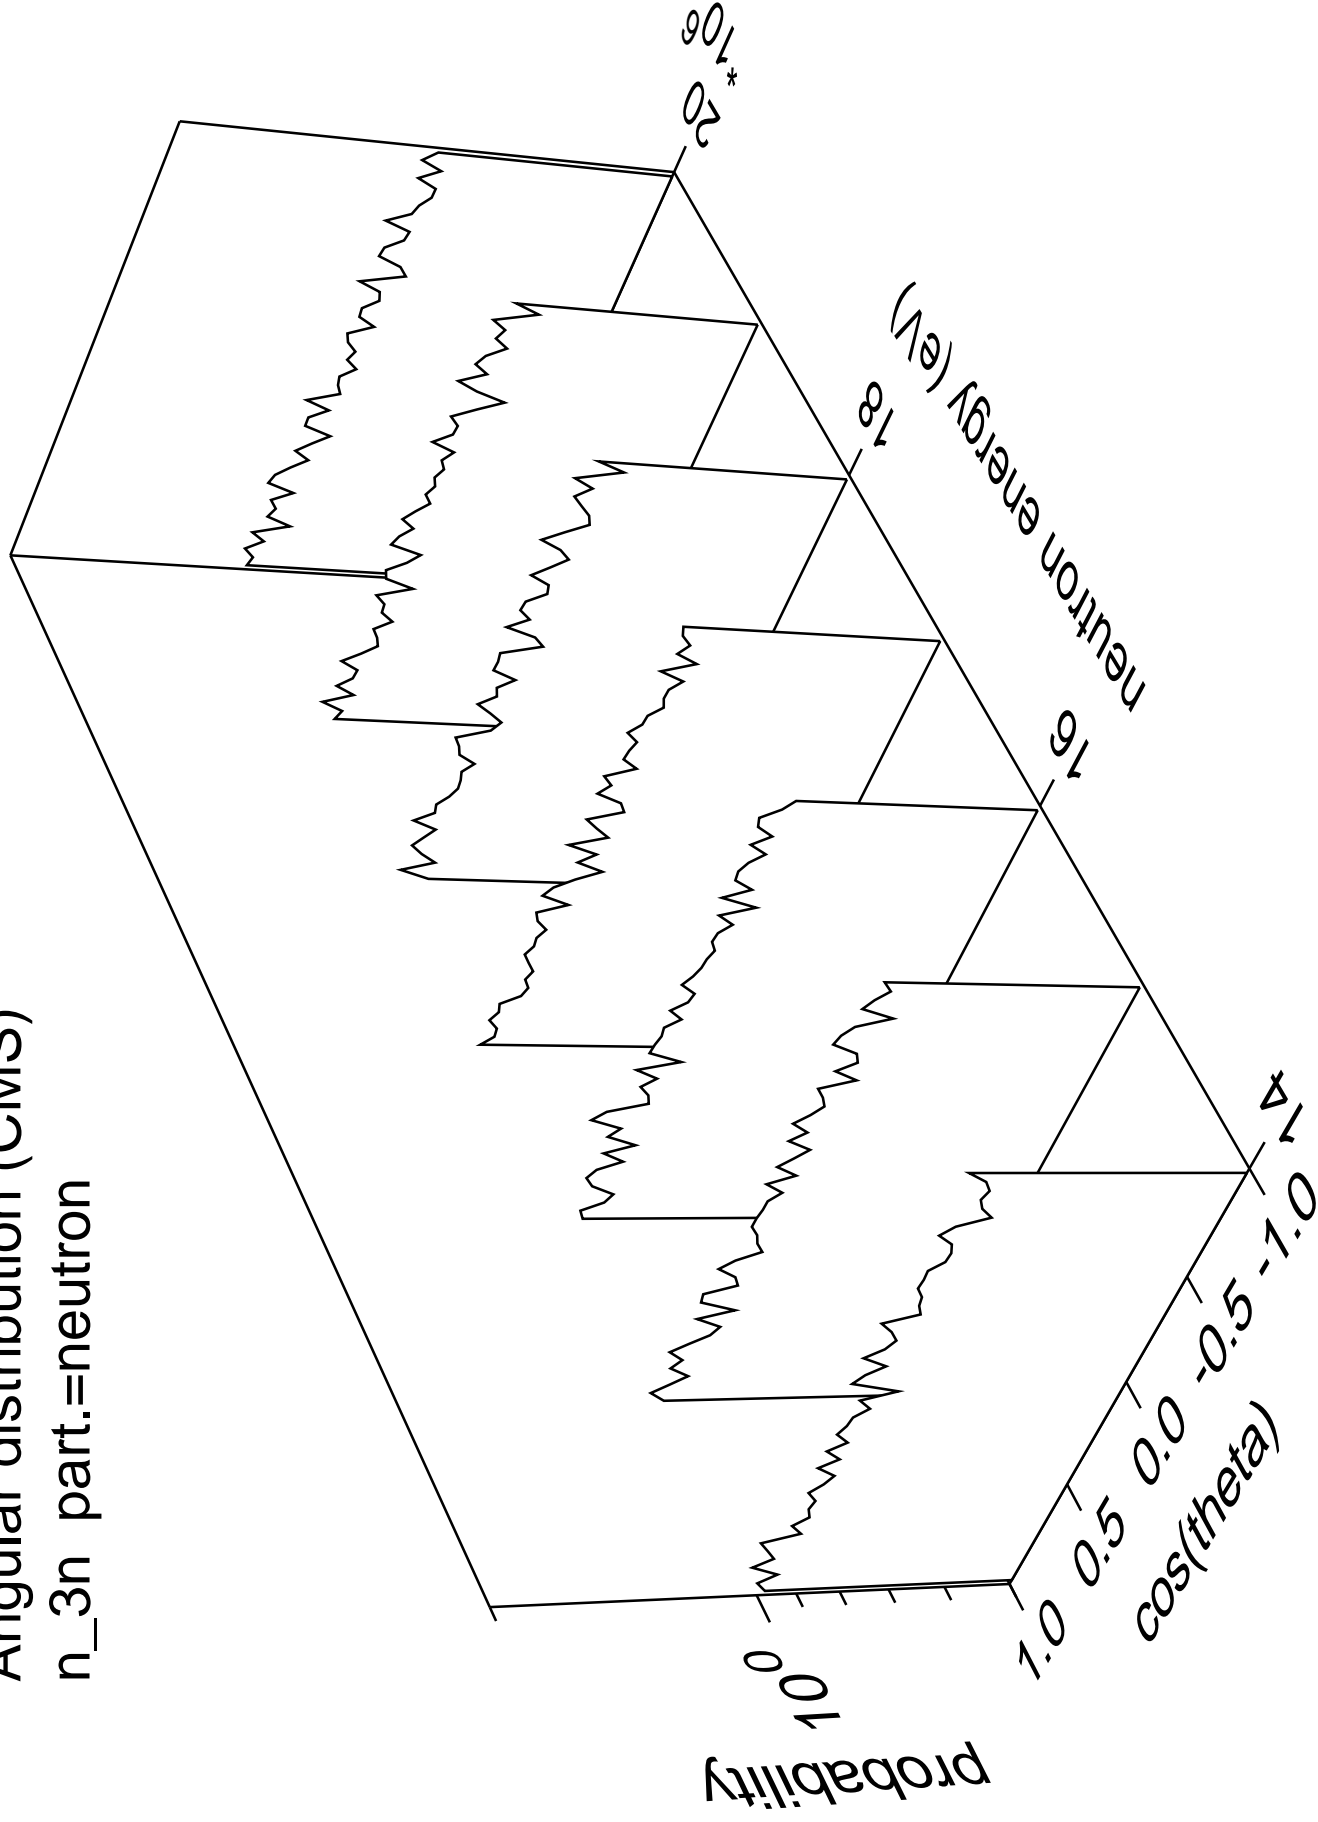 Angular distribution (CMS)
n_3n part.=neutron
probability
10 0
1.0 0.5 0.0 -0.5 -1.0
cos(theta)
14 16 18 20 * 10 6
neutron energy (eV)